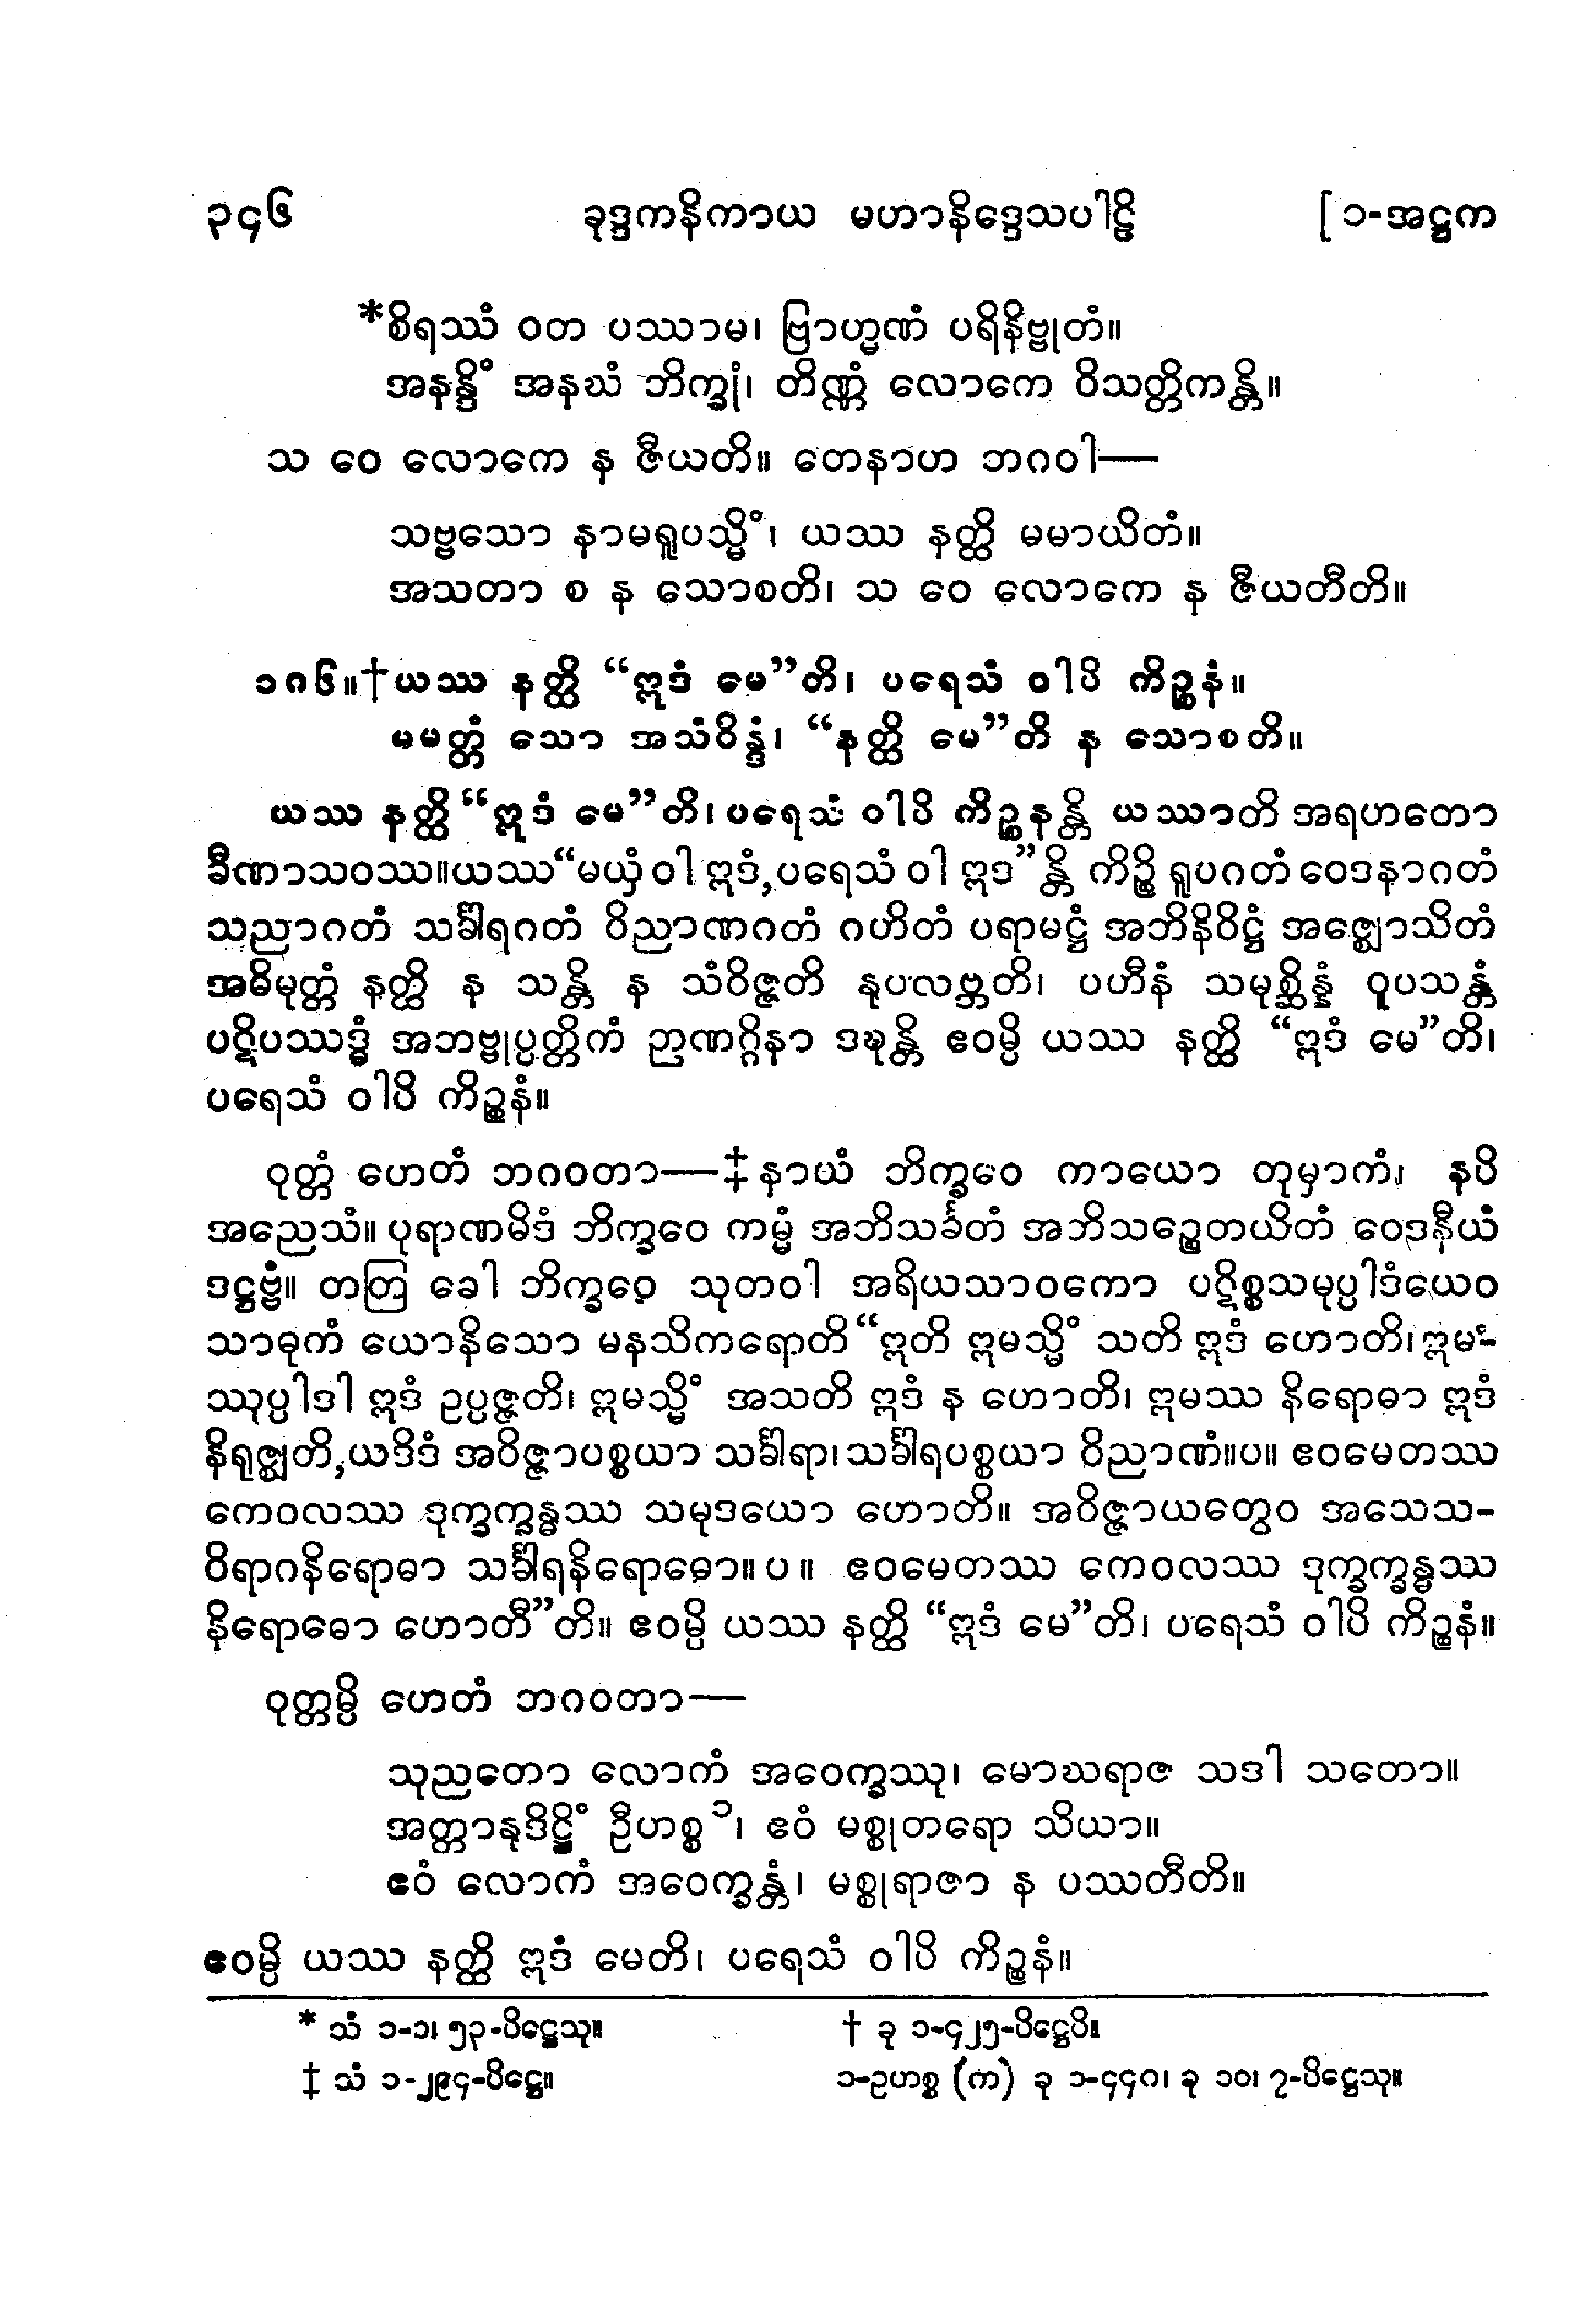 ၃၄၆ ခုဒ္ဒကနိကာယ မဟာနိဒ္ဒေသပါဠိ [ ၁-အဋ္ဌက
*စိရဿံ ဝတ ပဿာမ၊ ဗြာဟ္မဏံ ပရိနိဗ္ဗုတံ။
အနန္ဒိံ အနဃံ ဘိက္ခုံ၊ တိဏ္ဏံ လောကေ ဝိသတ္တိကန္တိ။
သ ဝေ လောကေ န ဇီယတိ။ တေနာဟ ဘဂဝါ—
သဗ္ဗသော နာမရူပသ္မိံ၊ ယဿ နတ္ထိ မမာယိတံ။
အသတာ စ န သောစတိ၊ သ ဝေ လောကေ န ဇီယတီတိ။
၁၈၆။†ယဿ နတ္ထိ “ဣဒံ မေ”တိ၊ ပရေသံ ဝါပိ ကိဉ္စနံ။
မမတ္တံ သော အသံဝိန္ဒံ၊ “နတ္ထိ မေ”တိ န သောစတိ။
ယဿ နတ္ထိ “ဣဒံ မေ”တိ၊ ပရေသံ ဝါပိ ကိဉ္စနန္တိ ယဿာတိ အရဟတော
ခီဏာသဝဿ။ယဿ“မယှံ ဝါ ဣဒံ,ပရေသံ ဝါ ဣဒ”န္တိ ကိဉ္စိ ရူပဂတံ ဝေဒနာဂတံ
သညာဂတံ သင်္ခါရဂတံ ဝိညာဏဂတံ ဂဟိတံ ပရာမဋ္ဌံ အဘိနိဝိဋ္ဌံ အဇ္ဈောသိတံ
အဓိမုတ္တံ နတ္ထိ န သန္တိ န သံဝိဇ္ဇတိ နုပလဗ္ဘတိ၊ ပဟီနံ သမုစ္ဆိန္နံ ဝူပသန္တံ
ပဋိပဿဒ္ဓံ အဘဗ္ဗုပ္ပတ္တိကံ ဉာဏဂ္ဂိနာ ဒဍ္ဎန္တိ ဧဝမ္ပိ ယဿ နတ္ထိ “ဣဒံ မေ”တိ၊
ပရေသံ ဝါပိ ကိဉ္စနံ။
ဝုတ္တံ ဟေတံ ဘဂဝတာ—‡နာယံ ဘိက္ခဝေ ကာယော တုမှာကံ၊ နပိ
အညေသံ။ ပုရာဏမိဒံ ဘိက္ခဝေ ကမ္မံ အဘိသင်္ခတံ အဘိသဉ္စေတယိတံ ဝေဒနီယံ
ဒဋ္ဌဗ္ဗံ။ တတြ ခေါ ဘိက္ခဝေ သုတဝါ အရိယသာဝကော ပဋိစ္စသမုပ္ပါဒံယေဝ
သာဓုကံ ယောနိသော မနသိကရောတိ “ဣတိ ဣမသ္မိံ သတိ ဣဒံ ဟောတိ၊ဣမ-
ဿုပ္ပါဒါ ဣဒံ ဥပ္ပဇ္ဇတိ၊ ဣမသ္မိံ အသတိ ဣဒံ န ဟောတိ၊ ဣမဿ နိရောဓာ ဣဒံ
နိရုဇ္ဈတိ,ယဒိဒံ အဝိဇ္ဇာပစ္စယာ သင်္ခါရာ၊သင်္ခါရပစ္စယာ ဝိညာဏံ။ပ။ ဧဝမေတဿ
ကေဝလဿ ဒုက္ခက္ခန္ဓဿ သမုဒယော ဟောတိ။ အဝိဇ္ဇာယတွေဝ အသေသ-
ဝိရာဂနိရောဓာ သင်္ခါရနိရောဓော။ ပ ။ ဧဝမေတဿ ကေဝလဿ ဒုက္ခက္ခန္ဓဿ
နိရောဓော ဟောတီ”တိ။ ဧဝမ္ပိ ယဿ နတ္ထိ “ဣဒံ မေ”တိ၊ ပရေသံ ဝါပိ ကိဉ္စနံ။
ဝုတ္တမ္ပိ ဟေတံ ဘဂဝတာ—
သုညတော လောကံ အဝေက္ခဿု၊ မောဃရာဇ သဒါ သတော။
အတ္တာနုဒိဋ္ဌိံ ဦဟစ္စ ၁၊ ဧဝံ မစ္စုတရော သိယာ။
ဧဝံ လောကံ အဝေက္ခန္တံ၊ မစ္စုရာဇာ န ပဿတီတိ။
ဧဝမ္ပိ ယဿ နတ္ထိ ဣဒံ မေတိ၊ ပရေသံ ဝါပိ ကိဉ္စနံ။
* သံ ၁-၁၊ ၅၃-ပိဋ္ဌေသု။ † ခု ၁-၄၂၅-ပိဋ္ဌေပိ။
‡ သံ ၁-၂၉၄-ပိဋ္ဌေ။ ၁-ဥဟစ္စ (က) ခု ၁-၄၄၈၊ ခု ၁၀၊ ၇-ပိဋ္ဌေသု။